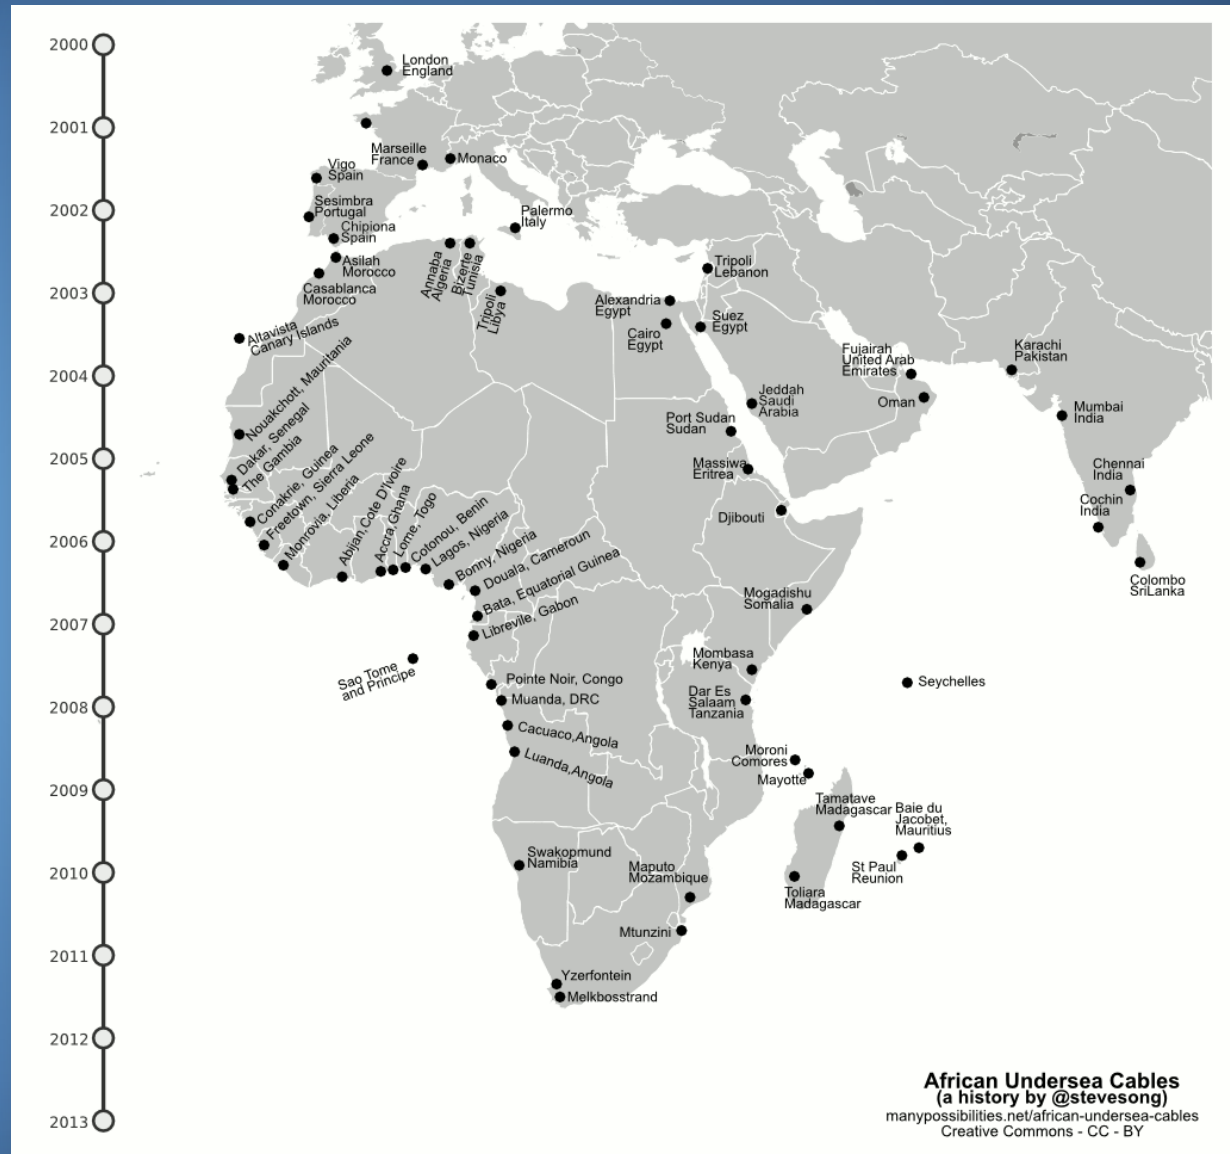 2000
2001
2002
2003
2004
2005
2006
2007
2008
2009
2010
2011
2012
2013
London
England
Marseille
France
Monaco
Vigo
Spain
Sesimbra
Portugal
Chipiona
Spain
Palermo
Italy
Asilah
Morocco
Casablanca
Morocco
Annaba
Algeria
Bizerte
Tunisia
Tripoli
Libya
Tripoli
Lebanon
Alexandria
Egypt
Cairo
Egypt
Suez
Egypt
Altavista
Canary Islands
Fujairah
United Arab
Emirates
Oman
Karachi
Pakistan
Mumbai
India
Chennai
India
Cochin
India
Colombo
SriLanka
Jeddah
Saudi
Arabia
Port Sudan
Sudan
Massiwa
Eritrea
Djibouti
Nouakchott, Mauritania
Dakar, Senegal
The Gambia
Conakrie, Guinea
Freetown, Sierra Leone
Monrovia, Liberia
Abijan,Cote D'Ivoire
Accra,Ghana
Lome, Togo
Cotonou, Benin
Lagos, Nigeria
Bonny, Nigeria
Douala, Cameroun
Bata, Equatorial Guinea
Librevile, Gabon
Sao Tome
and Principe
Pointe Noir, Congo
Muanda, DRC
Cacuaco,Angola
Luanda,Angola
Mogadishu
Somalia
Mombasa
Kenya
Dar Es
Salaam
Tanzania
Seychelles
Moroni
Comores
Mayotte
Tamatave
Madagascar
Baie du
Jacobet,
Mauritius
St Paul
Reunion
Toliara
Madagascar
Swakopmund
Namibia
Maputo
Mozambique
Mtunzini
Yzerfontein
Melkbosstrand
African Undersea Cables
(a history by @stevesong)
manypossibilities.net/african-undersea-cables
Creative Commons - CC - BY